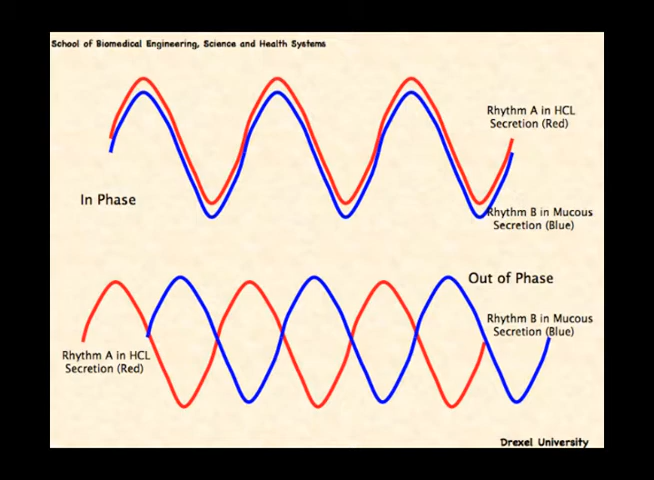 School of Biomedical Engineering, Science and Health Systems
Rhythm A in HCL
Secretion (Red)
In Phase
Rhythm B in Mucous
Secretion (Blue)
Out of Phase
Rhythm B in Mucous
Secretion (Blue)
Rhythm A in HCL
Secretion (Red)
Drexel University